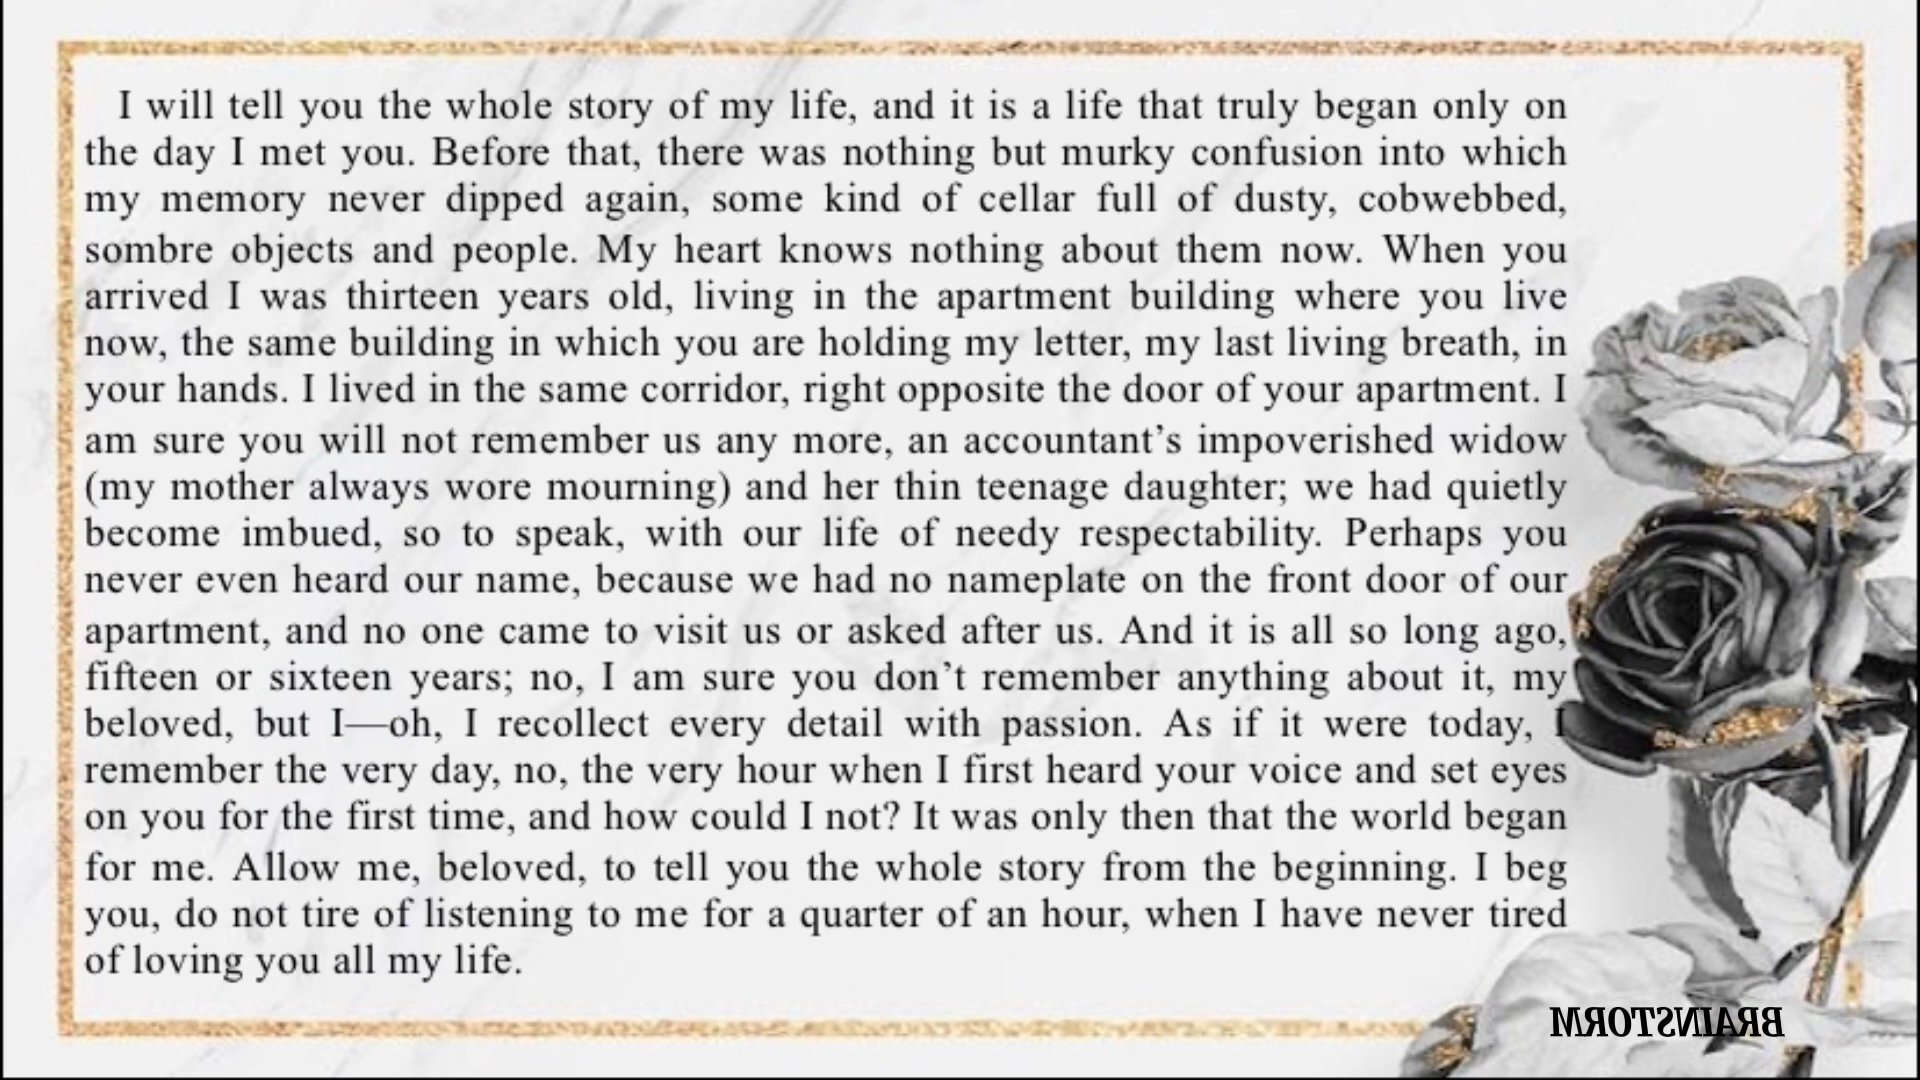 I will tell you the whole story of my life, and it is a life that truly began only on
the day I met you. Before that, there was nothing but murky confusion into which
my memory never dipped again, some kind of cellar full of dusty, cobwebbed,
sombre objects and people. My heart knows nothing about them now. When you
arrived I was thirteen years old, living in the apartment building where you live
now, the same building in which you are holding my letter, my last living breath, in
your hands. I lived in the same corridor, right opposite the door of your apartment. I
am sure you will not remember us any more, an accountant’s impoverished widow
(my mother always wore mourning) and her thin teenage daughter; we had quietly
become imbued, so to speak, with our life of needy respectability. Perhaps you
never even heard our name, because we had no nameplate on the front door of our
apartment, and no one came to visit us or asked after us. And it is all so long ago,
fifteen or sixteen years; no, I am sure you don’t remember anything about it, my
beloved, but I—oh, I recollect every detail with passion. As if it were today, I
remember the very day, no, the very hour when I first heard your voice and set eyes
on you for the first time, and how could I not? It was only then that the world began
for me. Allow me, beloved, to tell you the whole story from the beginning. I beg
you, do not tire of listening to me for a quarter of an hour, when I have never tired
of loving you all my life.
BRAINSTORM